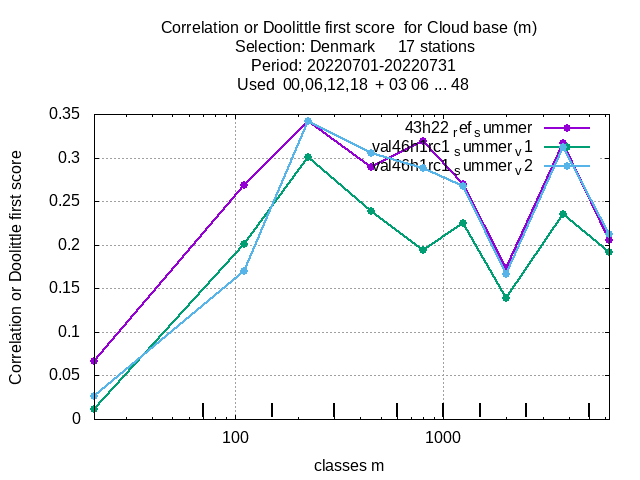 Correlation or Doolittle first score  for Cloud base (m)
Selection: Denmark     17 stations
Period: 20220701-20220731
Used  00,06,12,18  + 03 06 ... 48
0.35
0.3
0.25
0.2
0.15
0.1
0.05
0
Correlation or Doolittle first score
43h22_ref_summer
val46h1rc1_summer_v1
val46h1rc1_summer_v2
100
1000
classes m